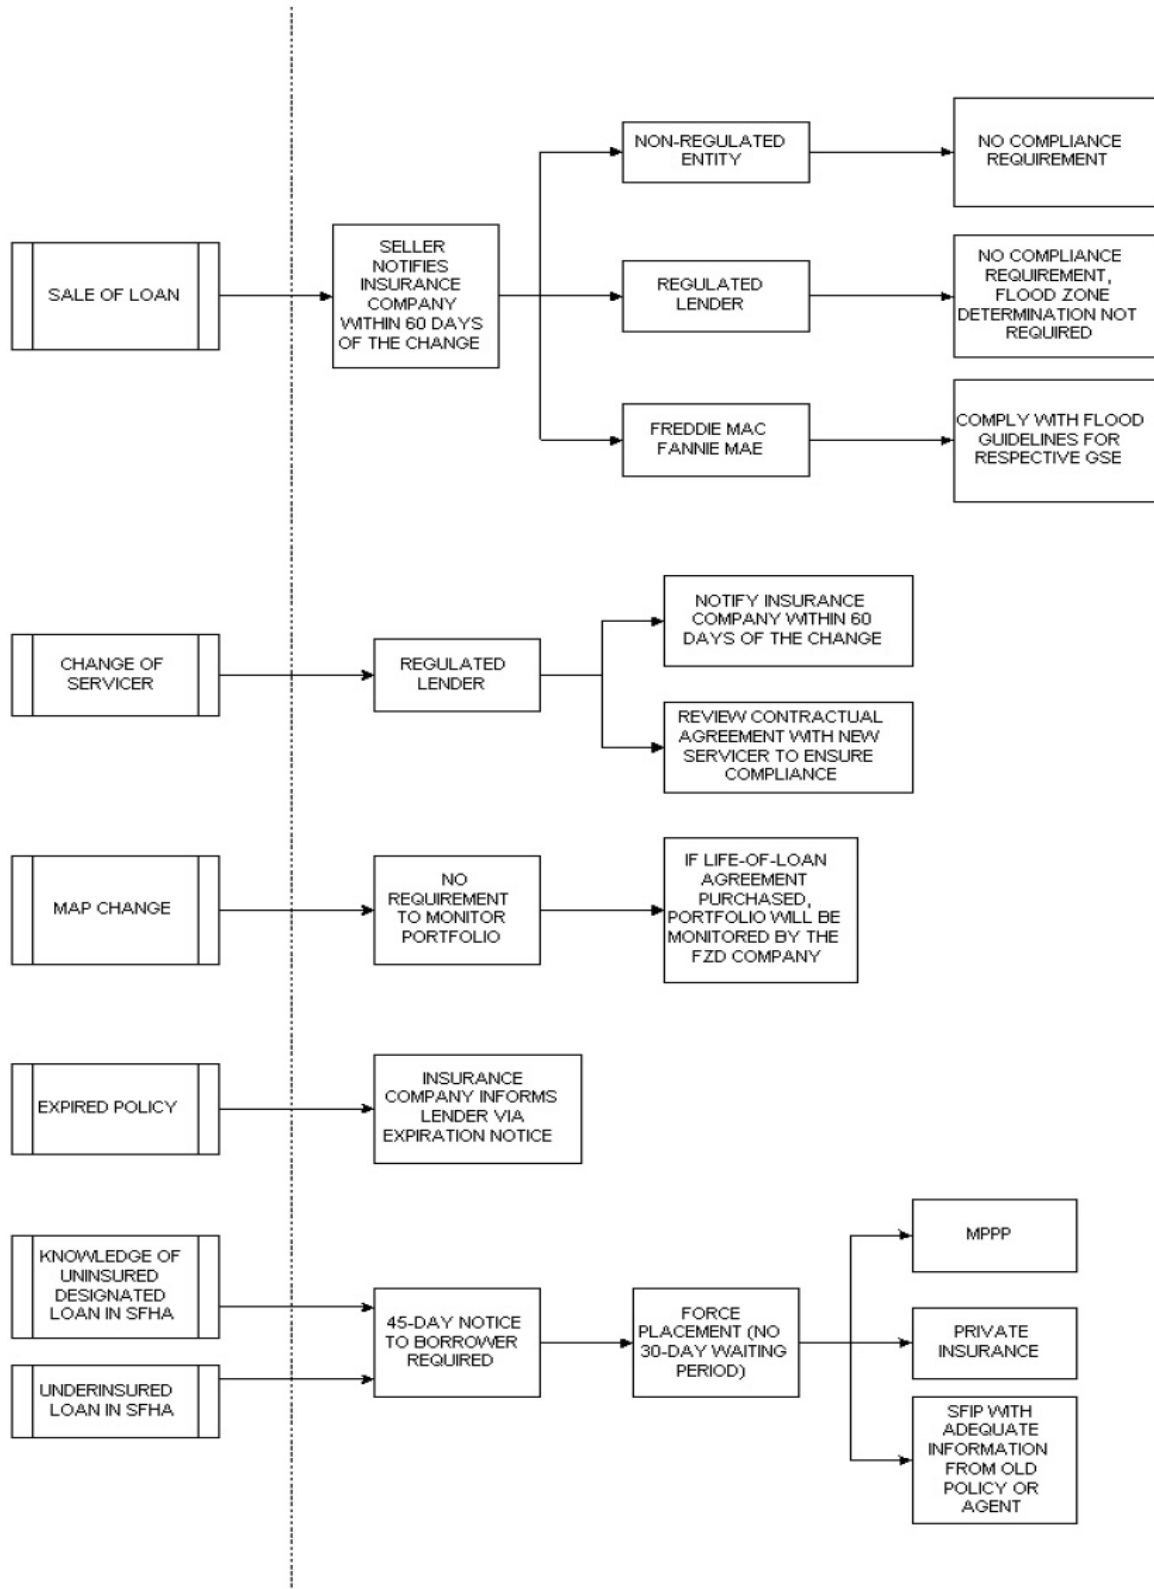 NON-REGULATED
ENTITY
NO COMPLIANCE
REQUIREMENT
SALE OF LOAN
SELLER
NOTIFIES
INSURANCE
COMPANY
WITHIN 60 DAYS
OF THE CHANGE
REGULATED
LENDER
NO COMPLIANCE
REQUIREMENT,
FLOOD ZONE
DETERMINATION NOT
REQUIRED
FREDDIE MAC
FANNIE MAE
COMPLY WITH FLOOD
GUIDELINES FOR
RESPECTIVE GSE
CHANGE OF
SERVICER
REGULATED
LENDER
NOTIFY INSURANCE
COMPANY WITHIN 60
DAYS OF THE CHANGE
REVIEW CONTRACTUAL
AGREEMENT WITH NEW
SERVICER TO ENSURE
COMPLIANCE
MAP CHANGE
NO
REQUIREMENT
TO MONITOR
PORTFOLIO
IF LIFE-OF-LOAN
AGREEMENT
PURCHASED,
PORTFOLIO WILL BE
MONITORED BY THE
FZD COMPANY
EXPIRED POLICY
INSURANCE
COMPANY INFORMS
LENDER VIA
EXPIRATION NOTICE
KNOWLEDGE OF
UNINSURED
DESIGNATED
LOAN IN SFHA
UNDERINSURED
LOAN IN SFHA
45-DAY NOTICE
TO BORROWER
REQUIRED
FORCE
PLACEMENT (NO
30-DAY WAITING
PERIOD)
MPPP
PRIVATE
INSURANCE
SFIP WITH
ADEQUATE
INFORMATION
FROM OLD
POLICY OR
AGENT